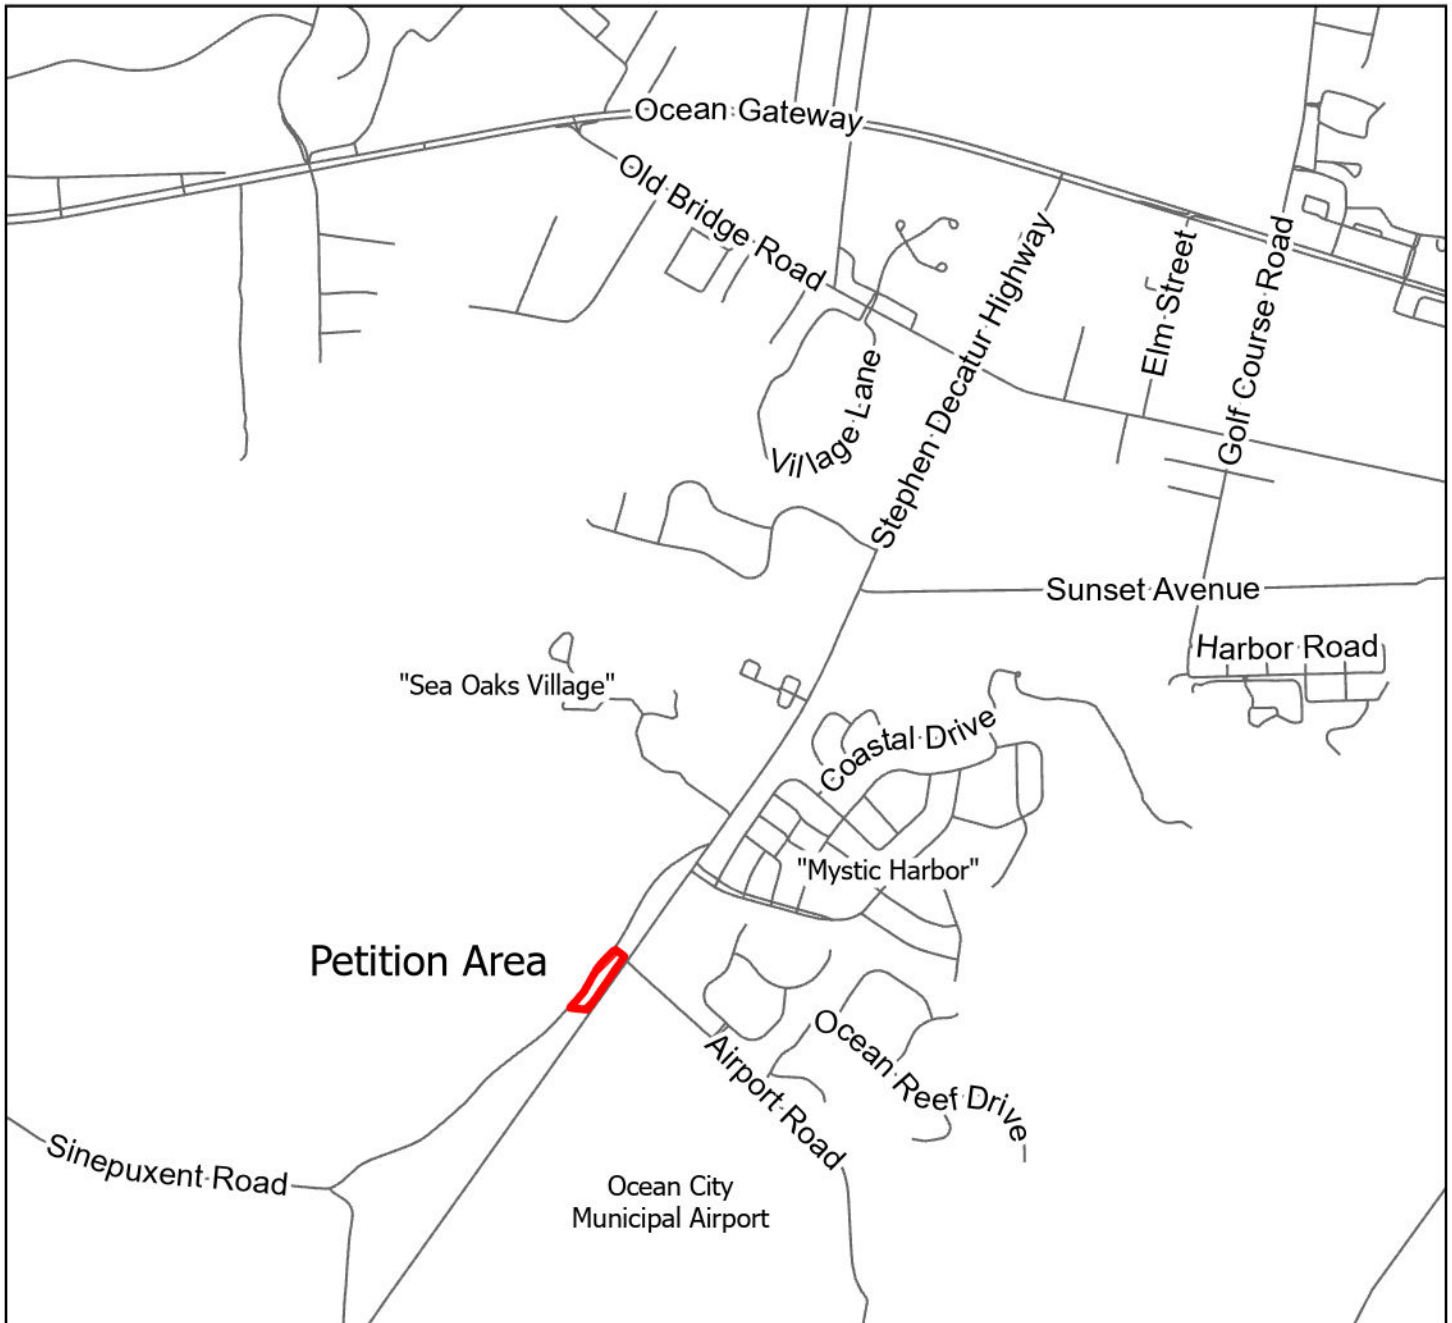 Ocean Gateway
Old Bridge Road
Stephen Decatur Highway
Elm Street
Golf Course Road
Village Lane
Sunset Avenue
Harbor Road
"Sea Oaks Village"
Coastal Drive
"Mystic Harbor"
Petition Area
Ocean Reef Drive
Airport Road
Sinepuxent Road
Ocean City
Municipal Airport